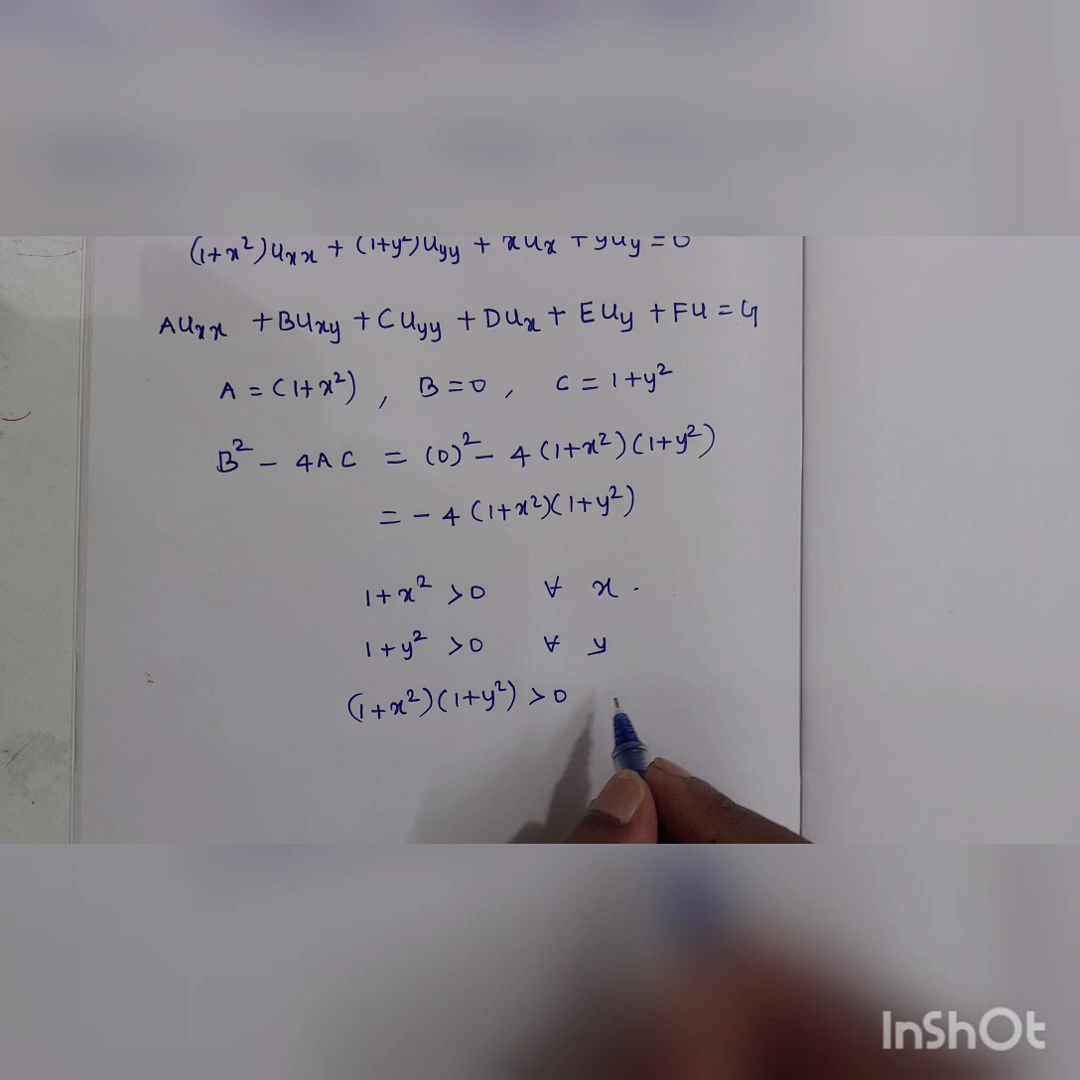 (1+x²)uxx + (1+y²)uyy + xux + yuy = 0
Auxx + Buxy + Cuyy + Dux + Euy + Fu = G
A = (1+x²) , B = 0 , C = 1+y²
B² - 4AC = (0)² - 4(1+x²)(1+y²)
= - 4(1+x²)(1+y²)
1+x² >0 ∀ x.
1+y² >0 ∀ y
(1+x²)(1+y²) >0
InShOt